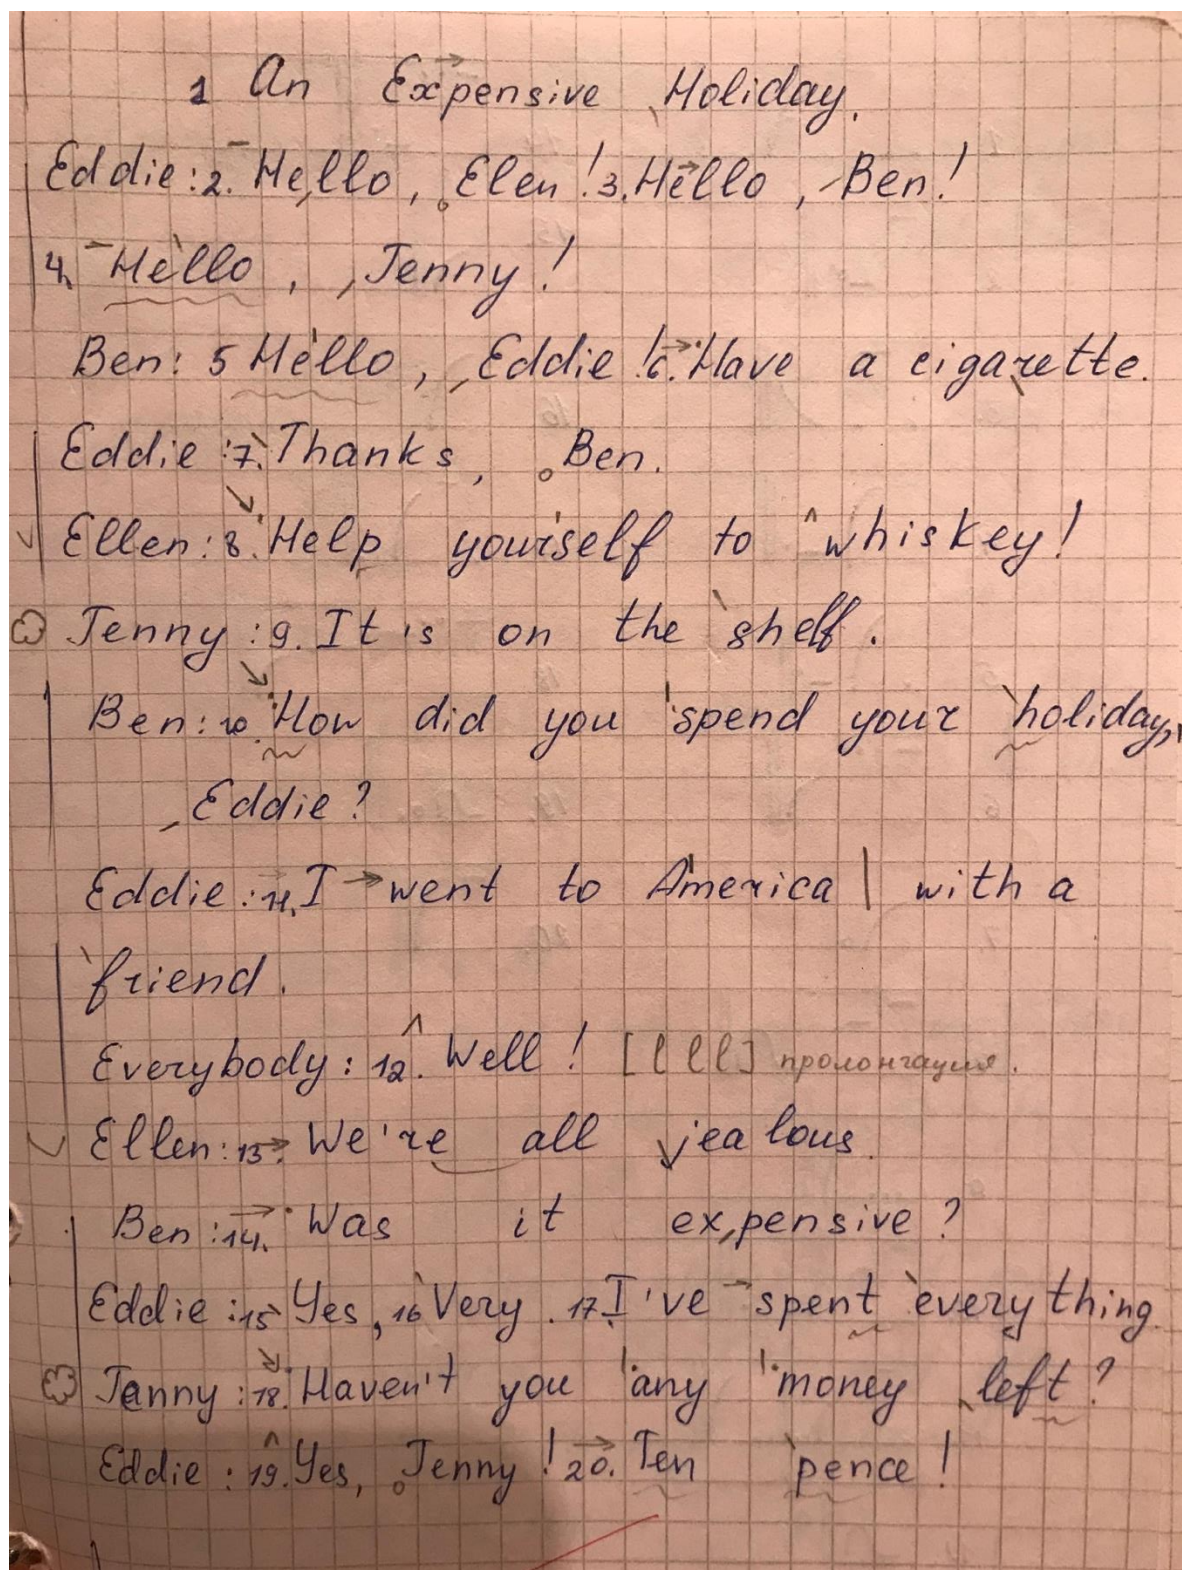 1 An Expensive Holiday.
Eddie: 2. Hello, Elen! 3. Hello, Ben!
4. Hello, Jenny!
Ben: 5 Hello, Eddie! 6. Have a cigarette.
Eddie: 7. Thanks, Ben.
Ellen: 8. Help yourself to whiskey!
Jenny: 9. It is on the shelf.
Ben: 10. How did you spend your holiday,
Eddie?
Eddie: 11. I went to America | with a
friend.
Everybody: 12. Well! [l l l] пролонгация.
Ellen: 13. We're all jealous.
Ben: 14. Was it expensive?
Eddie: 15 Yes, 16 Very. 17. I've spent everything.
Jenny: 18. Haven't you any money left?
Eddie: 19. Yes, Jenny! 20. Ten pence!